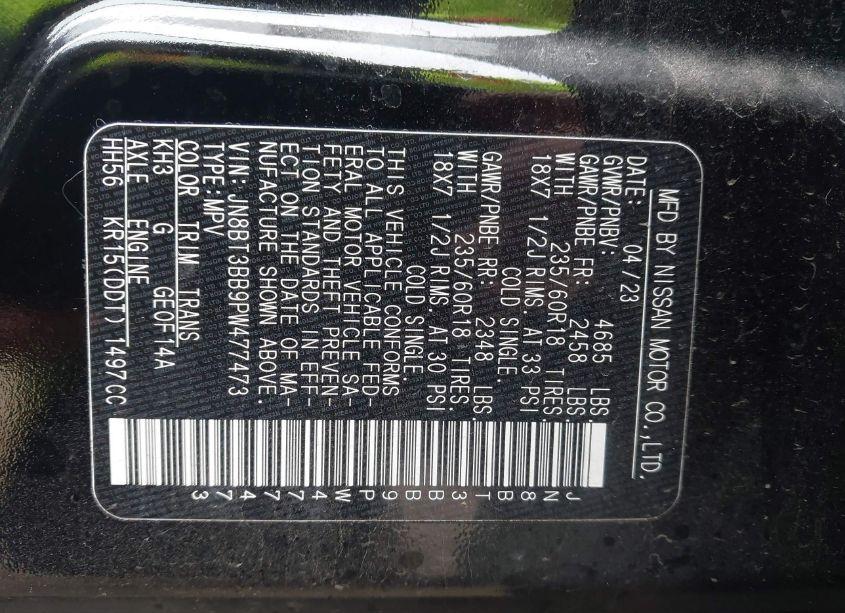 MFD BY NISSAN MOTOR CO.,LTD.
DATE: 04/23
GVWR/PNBV: 4685 LBS.
GAWR/PNBE FR: 2458 LBS.
WITH 235/60R18 TIRES.
18X7 1/2J RIMS. AT 33 PSI
COLD SINGLE.
GAWR/PNBE RR: 2348 LBS.
WITH 235/60R18 TIRES.
18X7 1/2J RIMS. AT 30 PSI
COLD SINGLE.
THIS VEHICLE CONFORMS
TO ALL APPLICABLE FED-
ERAL MOTOR VEHICLE SA-
FETY AND THEFT PREVEN-
TION STANDARDS IN EFF-
ECT ON THE DATE OF MA-
NUFACTURE SHOWN ABOVE.
VIN: JN8BT3BB9PW477473
TYPE: MPV
COLOR TRIM TRANS
KH3 G GEOF14A
AXLE ENGINE
HH56 KR15(DDT) 1497CC
JN8BT3BB9PW477473